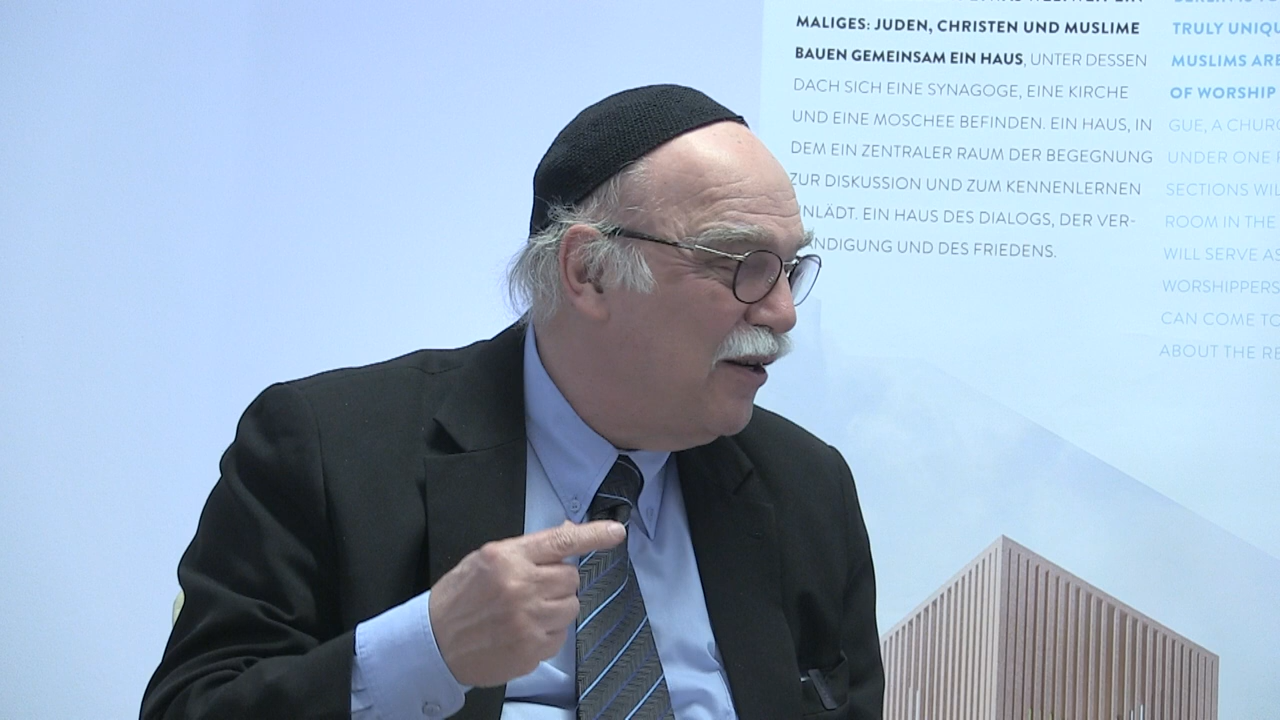 MALIGES: JUDEN, CHRISTEN UND MUSLIME
BAUEN GEMEINSAM EIN HAUS, UNTER DESSEN
DACH SICH EINE SYNAGOGE, EINE KIRCHE
UND EINE MOSCHEE BEFINDEN. EIN HAUS, IN
DEM EIN ZENTRALER RAUM DER BEGEGNUNG
ZUR DISKUSSION UND ZUM KENNENLERNEN
NLÄDT. EIN HAUS DES DIALOGS, DER VER-
NDIGUNG UND DES FRIEDENS.
TRULY UNIQU
MUSLIMS ARE
OF WORSHIP
GUE, A CHURC
UNDER ONE
SECTIONS WIL
ROOM IN THE
WILL SERVE AS
WORSHIPPERS
CAN COME TO
ABOUT THE RE